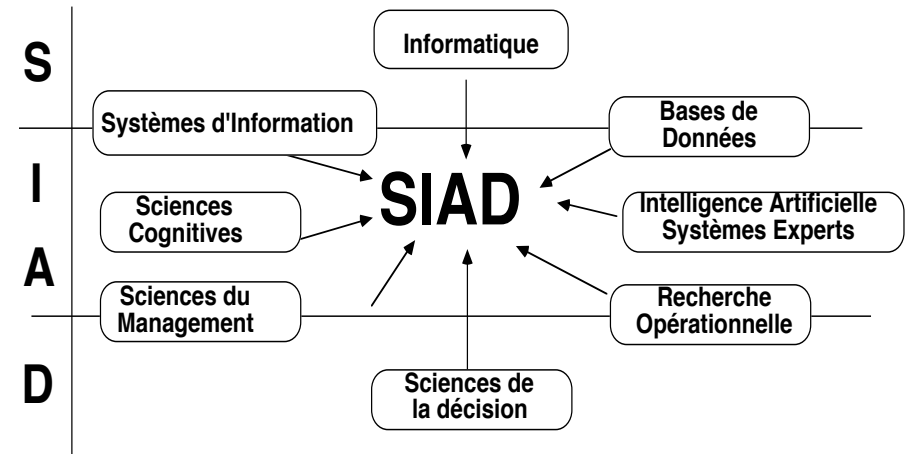 S
I
A
D
Informatique
Systèmes d'Information
Bases de
Données
SIAD
Sciences
Cognitives
Intelligence Artificielle
Systèmes Experts
Sciences du
Management
Recherche
Opérationnelle
Sciences de
la décision